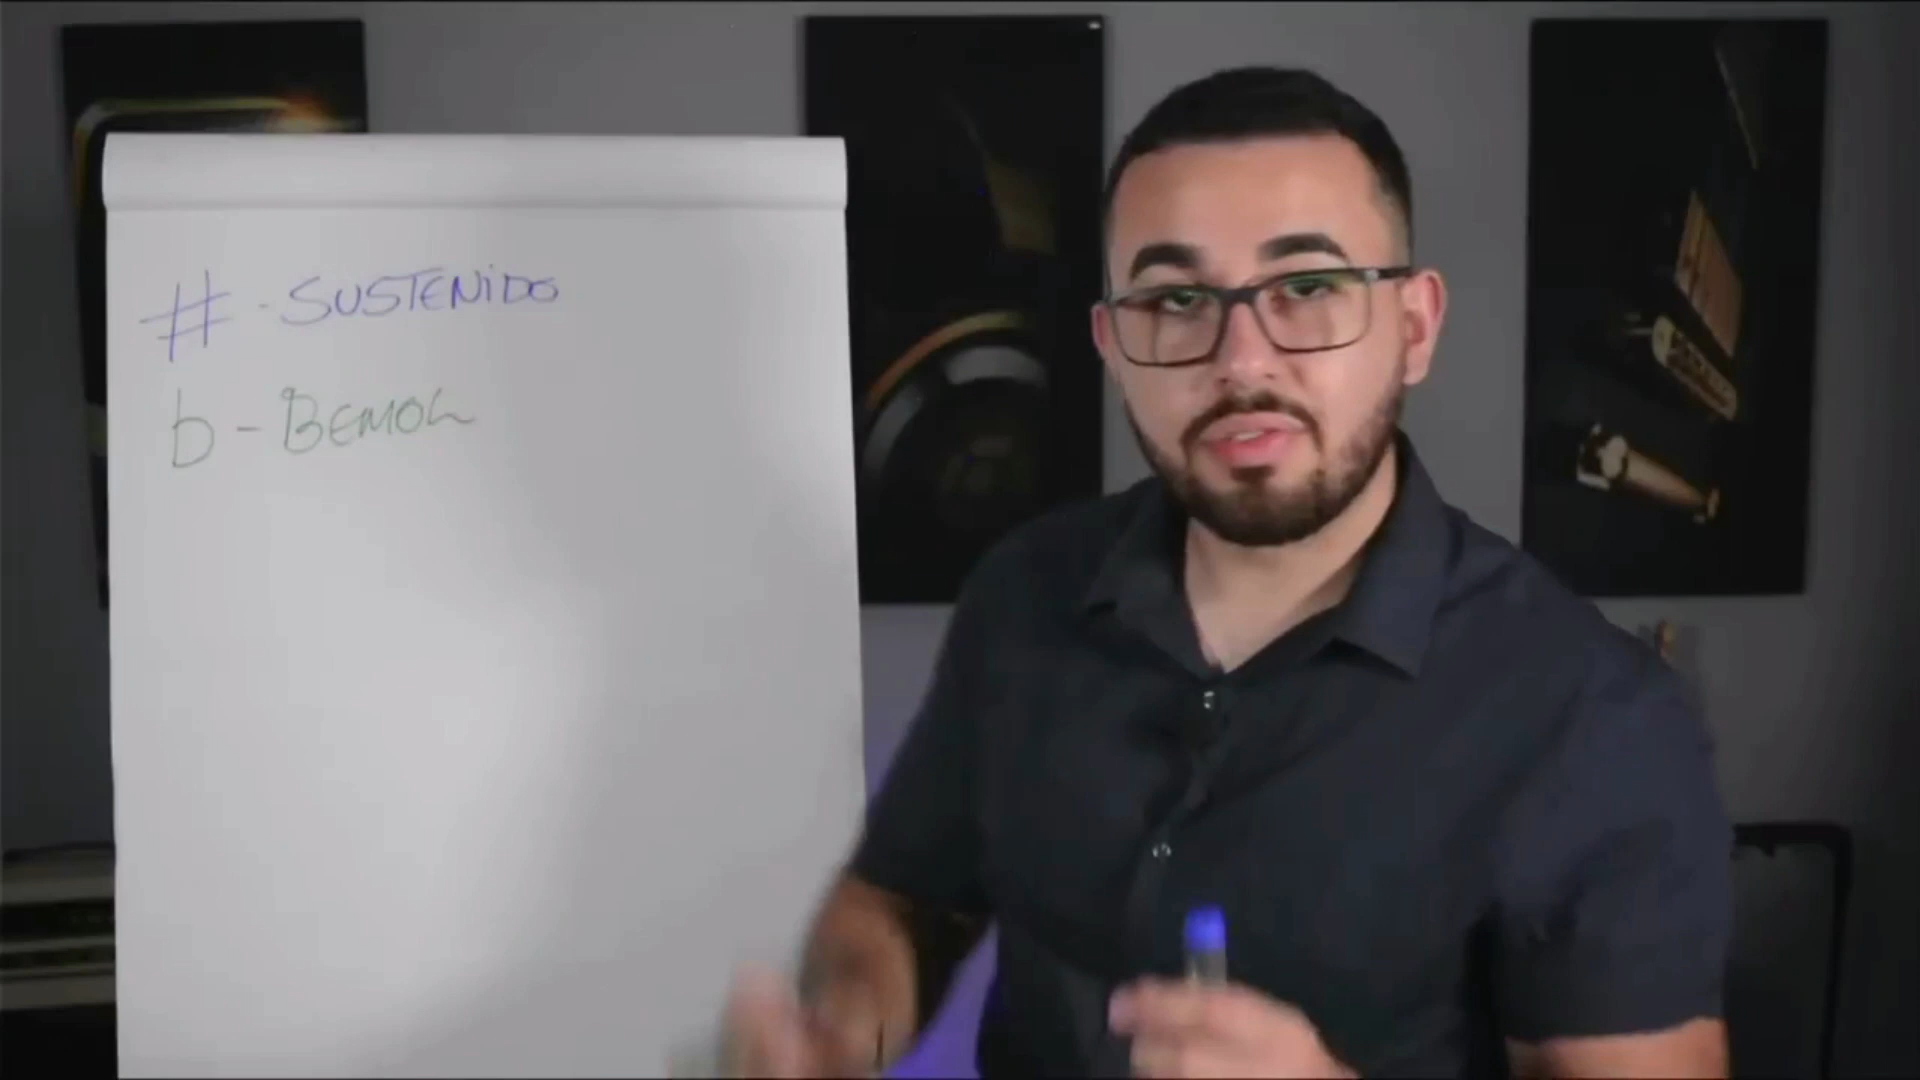 # - SUSTENiDO
b - BEMOL